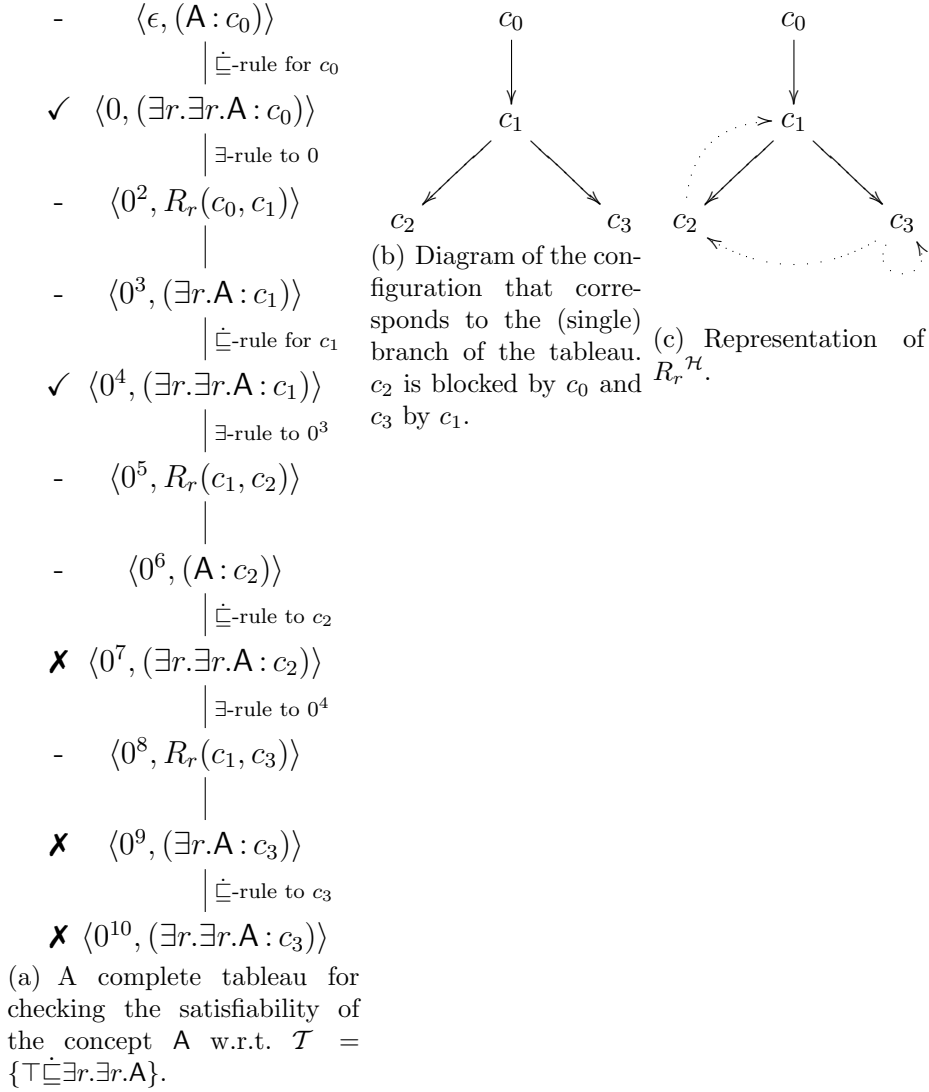 - ⟨ϵ, (A : c₀)⟩
⊑̇-rule for c₀
✓ ⟨0, (∃r.∃r.A : c₀)⟩
∃-rule to 0
- ⟨0², Rᵣ(c₀, c₁)⟩
- ⟨0³, (∃r.A : c₁)⟩
⊑̇-rule for c₁
✓ ⟨0⁴, (∃r.∃r.A : c₁)⟩
∃-rule to 0³
- ⟨0⁵, Rᵣ(c₁, c₂)⟩
- ⟨0⁶, (A : c₂)⟩
⊑̇-rule to c₂
✗ ⟨0⁷, (∃r.∃r.A : c₂)⟩
∃-rule to 0⁴
- ⟨0⁸, Rᵣ(c₁, c₃)⟩
✗ ⟨0⁹, (∃r.A : c₃)⟩
⊑̇-rule to c₃
✗ ⟨0¹⁰, (∃r.∃r.A : c₃)⟩
(a) A complete tableau for
checking the satisfiability of
the concept A w.r.t. 𝒯 =
{⊤⊑̇∃r.∃r.A}.
c₀
c₁
c₂ c₃
(b) Diagram of the con-
figuration that corre-
sponds to the (single)
branch of the tableau.
c₂ is blocked by c₀ and
c₃ by c₁.
c₀
c₁
c₂ c₃
(c) Representation of
Rᵣ^ℋ.